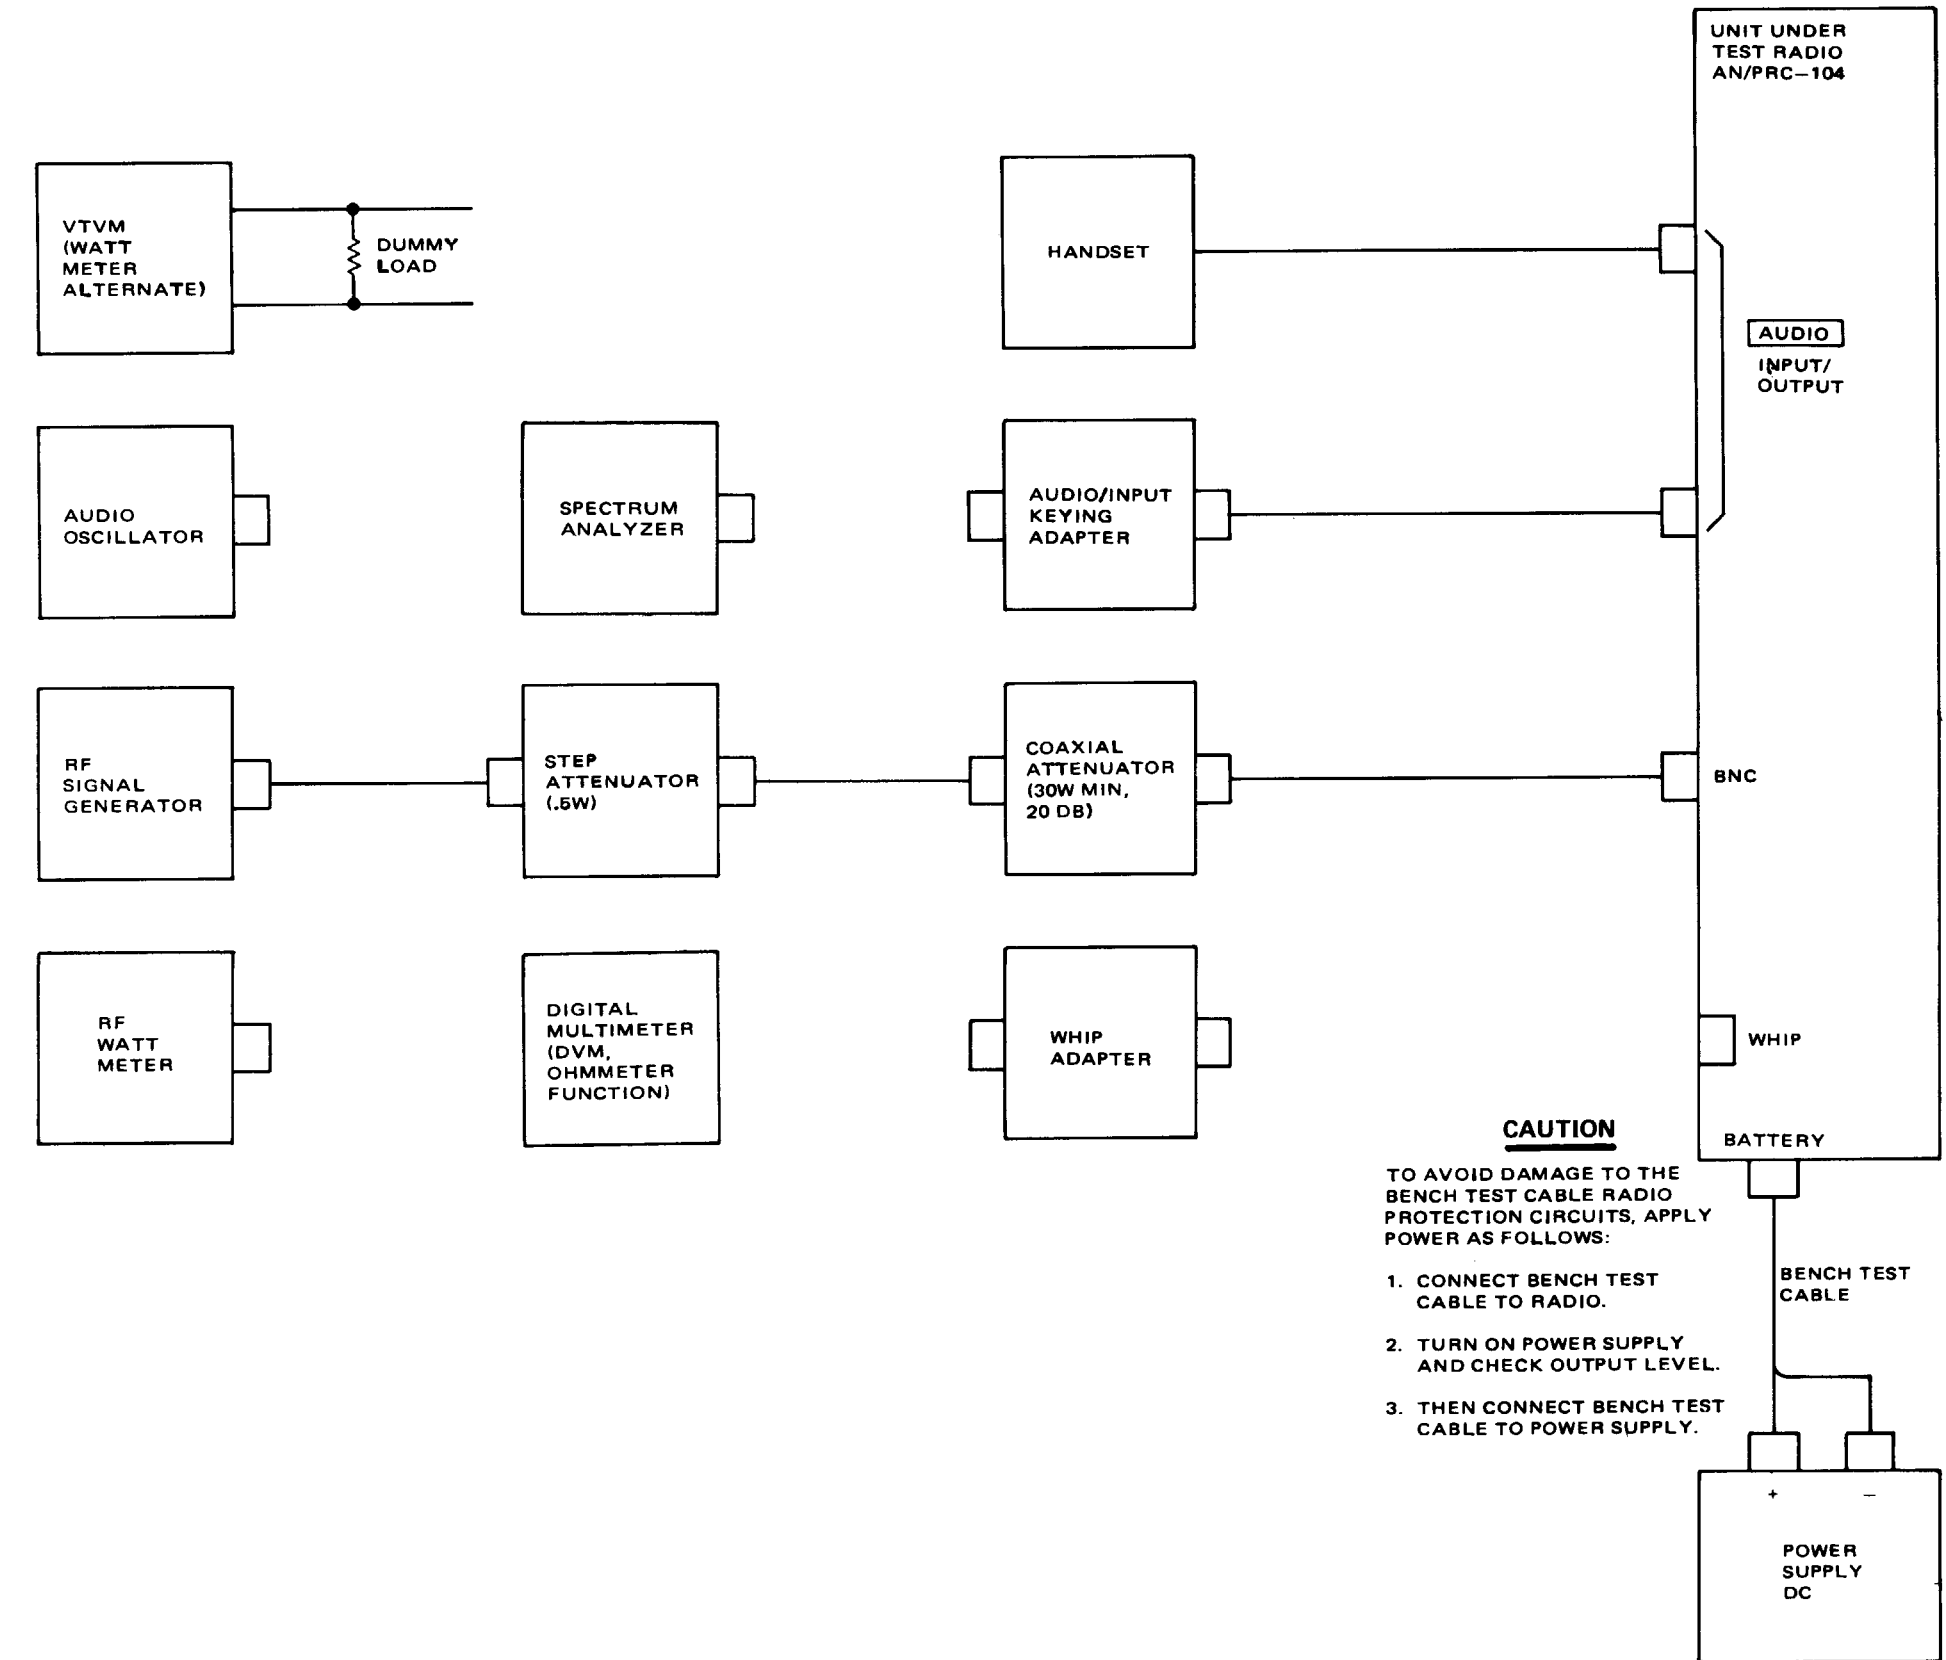 UNIT UNDER
TEST RADIO
AN/PRC-104
VTVM
(WATT
METER
ALTERNATE)
DUMMY
LOAD
HANDSET
AUDIO
INPUT/
OUTPUT
AUDIO
OSCILLATOR
SPECTRUM
ANALYZER
AUDIO/INPUT
KEYING
ADAPTER
RF
SIGNAL
GENERATOR
STEP
ATTENUATOR
(.5W)
COAXIAL
ATTENUATOR
(30W MIN,
20 DB)
BNC
RF
WATT
METER
DIGITAL
MULTIMETER
(DVM,
OHMMETER
FUNCTION)
WHIP
ADAPTER
WHIP
BATTERY
CAUTION
TO AVOID DAMAGE TO THE
BENCH TEST CABLE RADIO
PROTECTION CIRCUITS, APPLY
POWER AS FOLLOWS:
1. CONNECT BENCH TEST
CABLE TO RADIO.
2. TURN ON POWER SUPPLY
AND CHECK OUTPUT LEVEL.
3. THEN CONNECT BENCH TEST
CABLE TO POWER SUPPLY.
BENCH TEST
CABLE
+ —
POWER
SUPPLY
DC